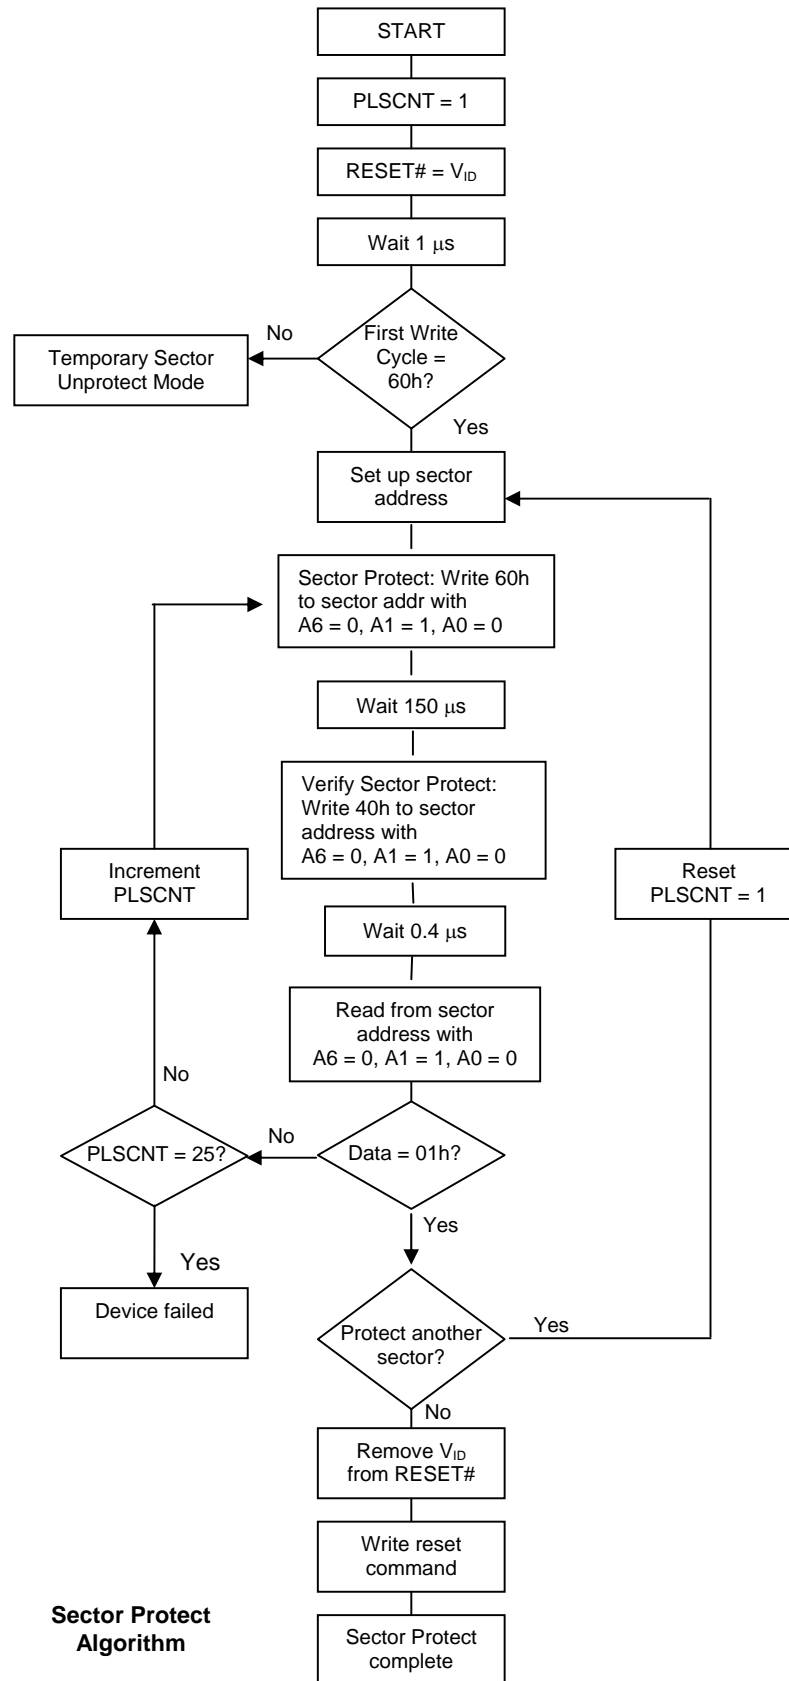 START
PLSCNT = 1
RESET# = VID
Wait 1 μs
First Write
Cycle =
60h?
No
Temporary Sector
Unprotect Mode
Yes
Set up sector
address
Sector Protect: Write 60h
to sector addr with
A6 = 0, A1 = 1, A0 = 0
Wait 150 μs
Verify Sector Protect:
Write 40h to sector
address with
A6 = 0, A1 = 1, A0 = 0
Increment
PLSCNT
Reset
PLSCNT = 1
Wait 0.4 μs
Read from sector
address with
A6 = 0, A1 = 1, A0 = 0
No
PLSCNT = 25?
No
Data = 01h?
Yes
Yes
Device failed
Protect another
sector?
Yes
No
Remove VID
from RESET#
Write reset
command
Sector Protect
complete
Sector Protect
Algorithm